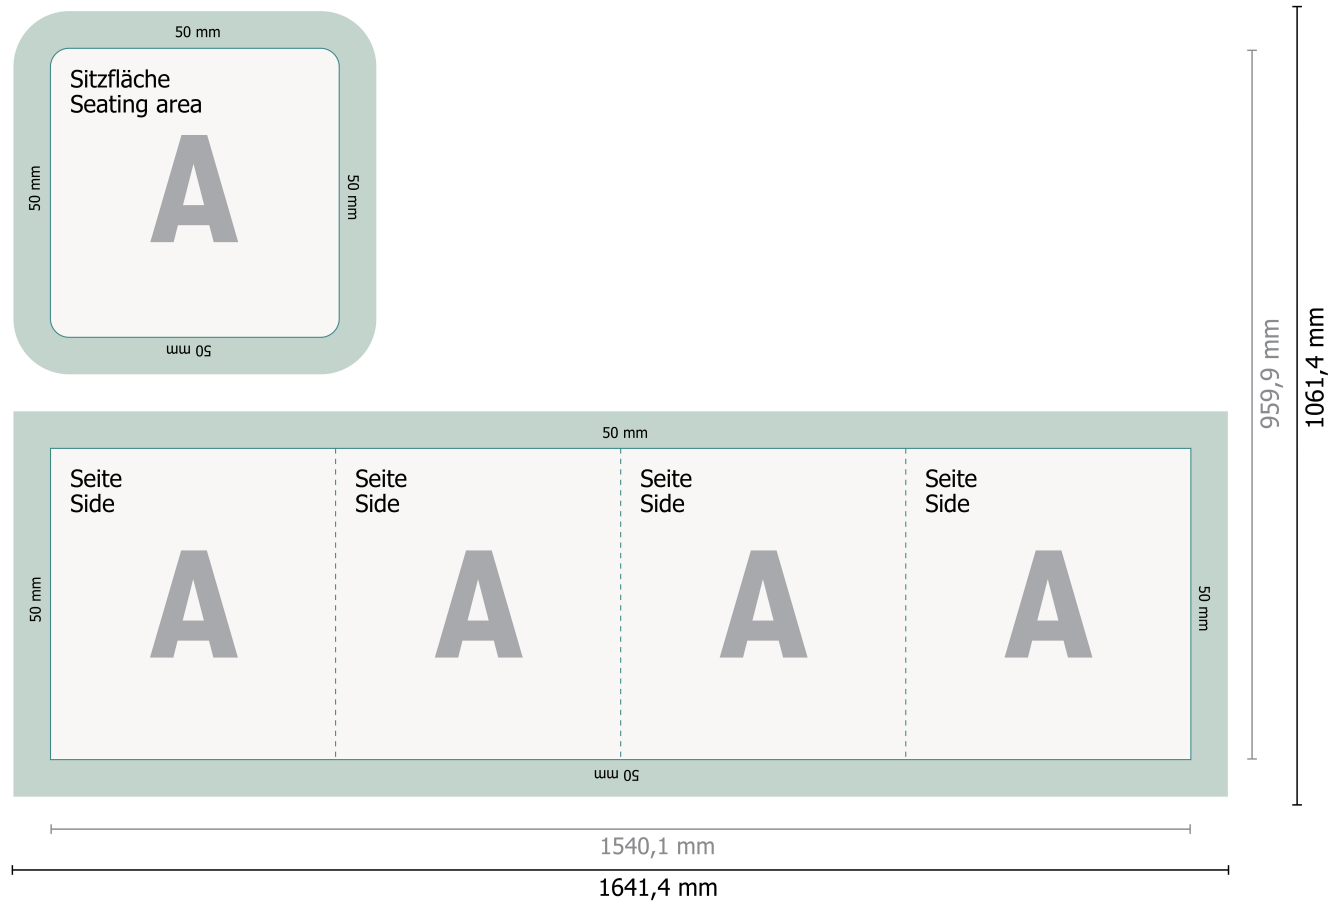 50 mm
Sitzfläche
Seating area
A
50 mm
50 mm
50 mm
50 mm
Seite
Side
Seite
Side
Seite
Side
Seite
Side
A
A
A
A
50 mm
50 mm
50 mm
959,9 mm
1061,4 mm
1540,1 mm
1641,4 mm